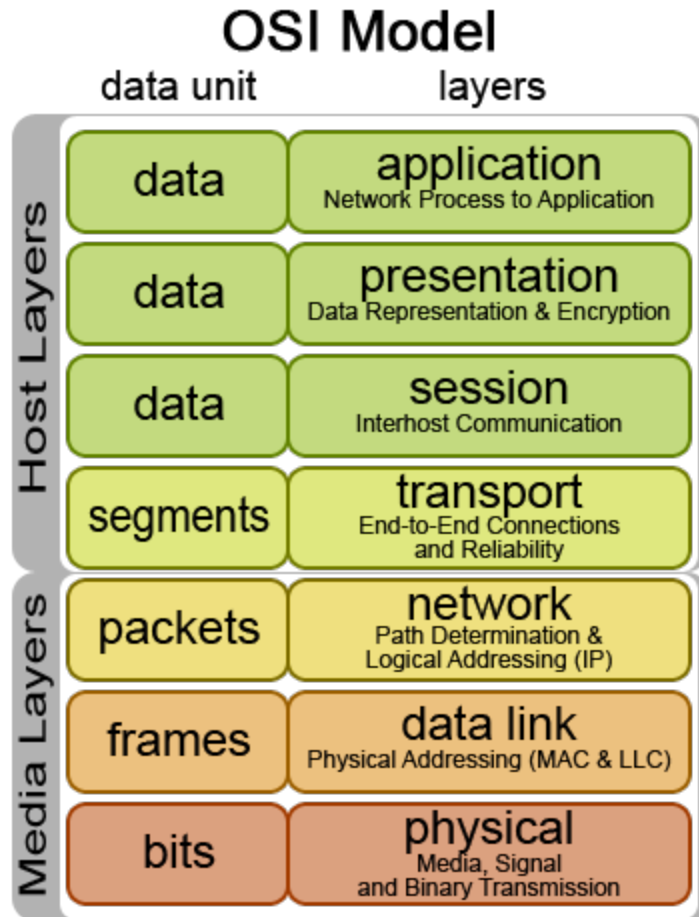 OSI Model
data unit layers
Host Layers
data
application
Network Process to Application
data
presentation
Data Representation & Encryption
data
session
Interhost Communication
segments
transport
End-to-End Connections
and Reliability
Media Layers
packets
network
Path Determination &
Logical Addressing (IP)
frames
data link
Physical Addressing (MAC & LLC)
bits
physical
Media, Signal
and Binary Transmission